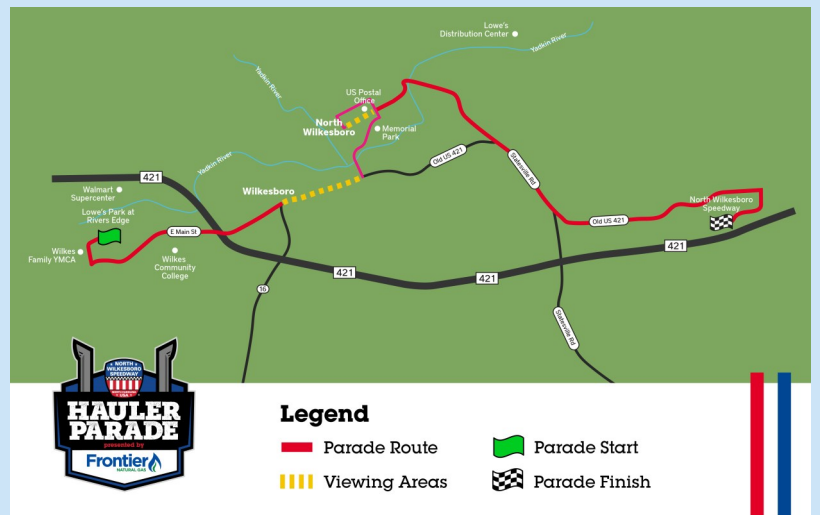 Lowe's
Distribution Center
Yadkin River
Yadkin River
US Postal
Office
North
Wilkesboro
Memorial
Park
Old US 421
Statesville Rd
Yadkin River
421
Walmart
Supercenter
Wilkesboro
Lowe's Park at
Rivers Edge
North Wilkesboro
Speedway
Old US 421
E Main St
Wilkes
Family YMCA
Wilkes
Community
College
421
421
421
16
Statesville Rd
NORTH
WILKESBORO
SPEEDWAY
HAULER
PARADE
presented by
Frontier
NATURAL GAS
Legend
Parade Route
Parade Start
Viewing Areas
Parade Finish